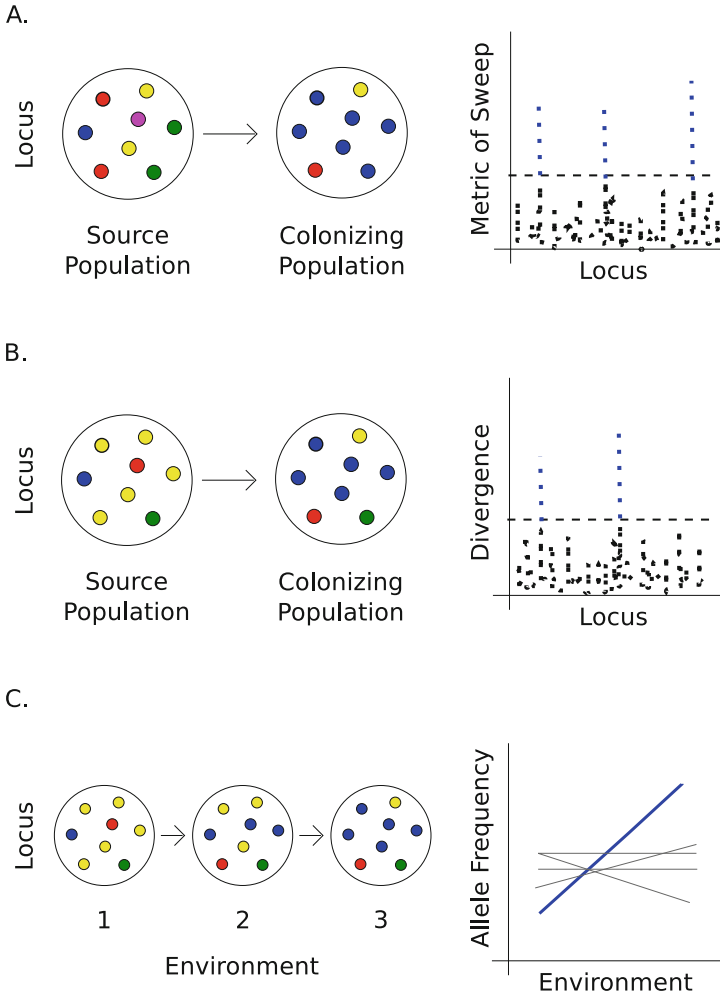 A.
Locus
Source
Population
Colonizing
Population
Metric of Sweep
Locus
B.
Locus
Source
Population
Colonizing
Population
Divergence
Locus
C.
Locus
1
2
3
Environment
Allele Frequency
Environment